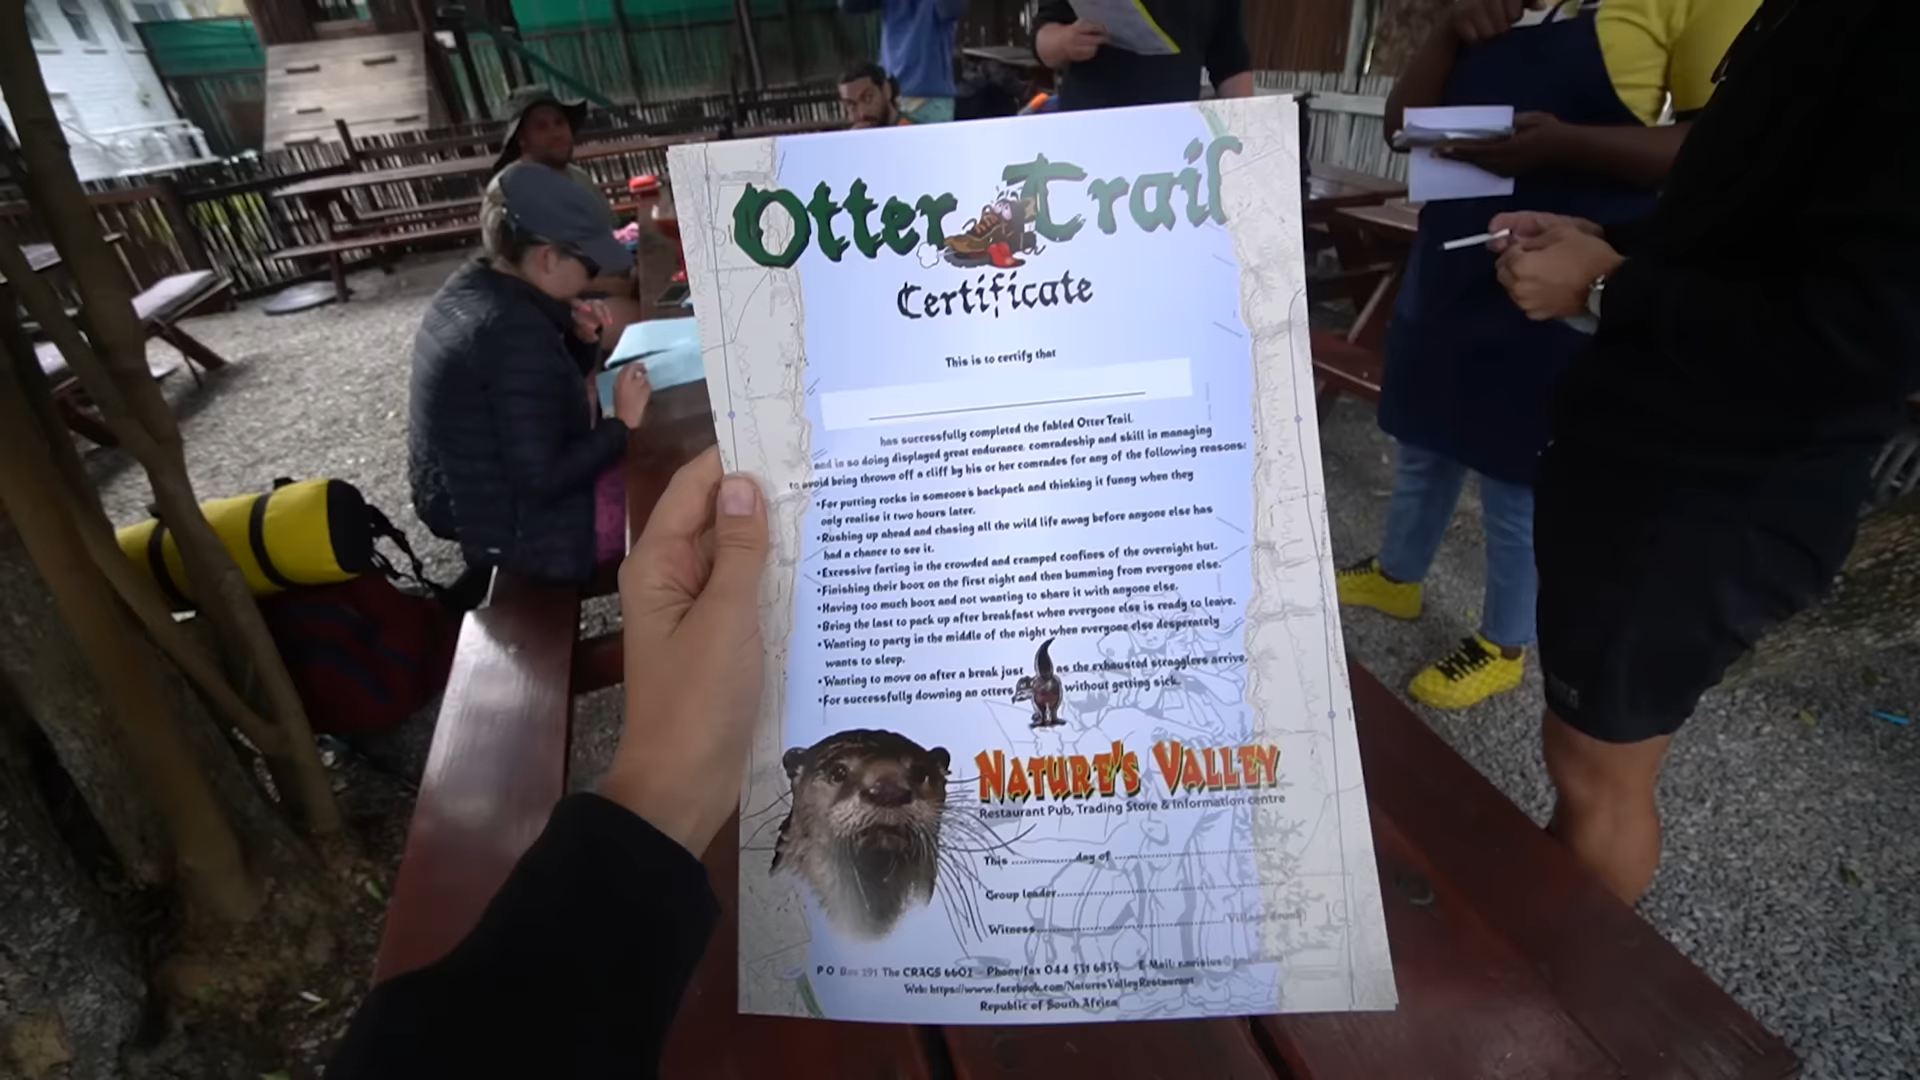 Otter Trail
Certificate
This is to certify that
has successfully completed the fabled Otter Trail.
and in so doing displayed great endurance, comradeship and skill in managing
to avoid being thrown off a cliff by his or her comrades for any of the following reasons:
•For putting rocks in someone's backpack and thinking it funny when they
only realise it two hours later.
•Rushing up ahead and chasing all the wild life away before anyone else has
had a chance to see it.
•Excessive farting in the crowded and cramped confines of the overnight hut.
•Finishing their booz on the first night and then bumming from everyone else.
•Having too much booz and not wanting to share it with anyone else.
•Being the last to pack up after breakfast when everyone else is ready to leave.
•Wanting to party in the middle of the night when everyone else desperately
wants to sleep.
•Wanting to move on after a break just as the exhausted stragglers arrive.
•For successfully downing an otters without getting sick.
NATURE'S VALLEY
Restaurant Pub, Trading Store & Information centre
This ............day of ..............................
Group leader........................................
Witness...................................(Village drunk)
P O Box 291 The CRAGS 6602 - Phone/fax 044 531 6835 E-Mail:
Web: https://www.facebook.com/NaturesValleyRestaurant
Republic of South Africa